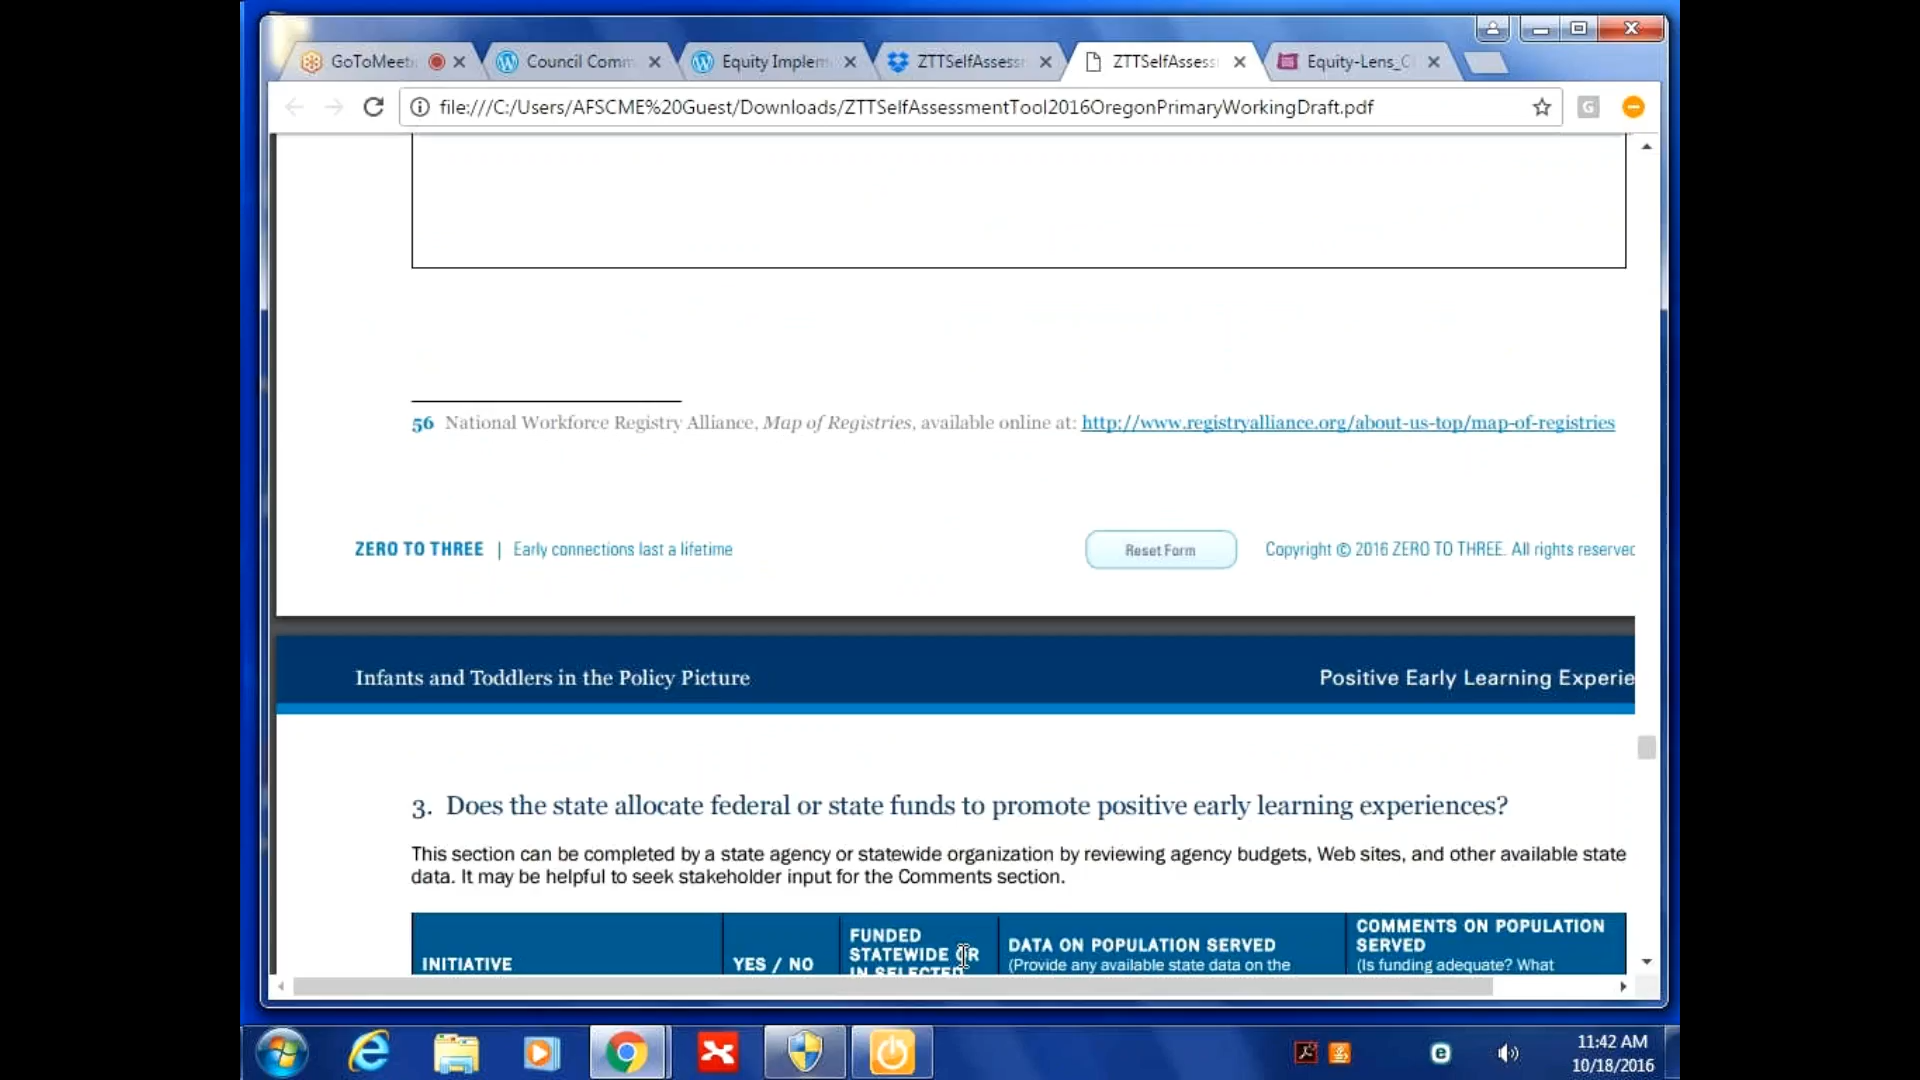 GoToMeeti
Council Comm
Equity Implem
ZTTSelfAssess
ZTTSelfAssess
Equity-Lens_C
file:///C:/Users/AFSCME%20Guest/Downloads/ZTTSelfAssessmentTool2016OregonPrimaryWorkingDraft.pdf
56 National Workforce Registry Alliance, Map of Registries, available online at: http://www.registryalliance.org/about-us-top/map-of-registries
ZERO TO THREE | Early connections last a lifetime
Reset Form
Copyright © 2016 ZERO TO THREE. All rights reserved
Infants and Toddlers in the Policy Picture
Positive Early Learning Experie
3. Does the state allocate federal or state funds to promote positive early learning experiences?
This section can be completed by a state agency or statewide organization by reviewing agency budgets, Web sites, and other available state
data. It may be helpful to seek stakeholder input for the Comments section.
INITIATIVE
YES / NO
FUNDED
STATEWIDE OR
IN SELECTED
DATA ON POPULATION SERVED
(Provide any available state data on the
COMMENTS ON POPULATION
SERVED
(Is funding adequate? What
11:42 AM
10/18/2016